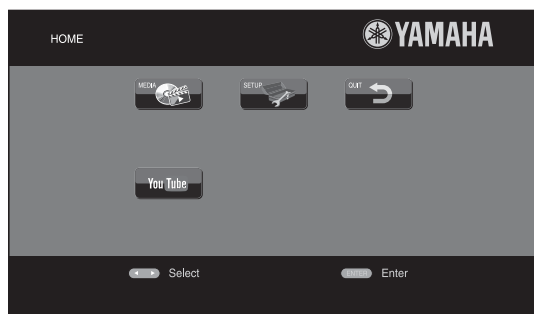 HOME
YAMAHA
MEDIA
SETUP
QUIT
You Tube
Select
ENTER Enter